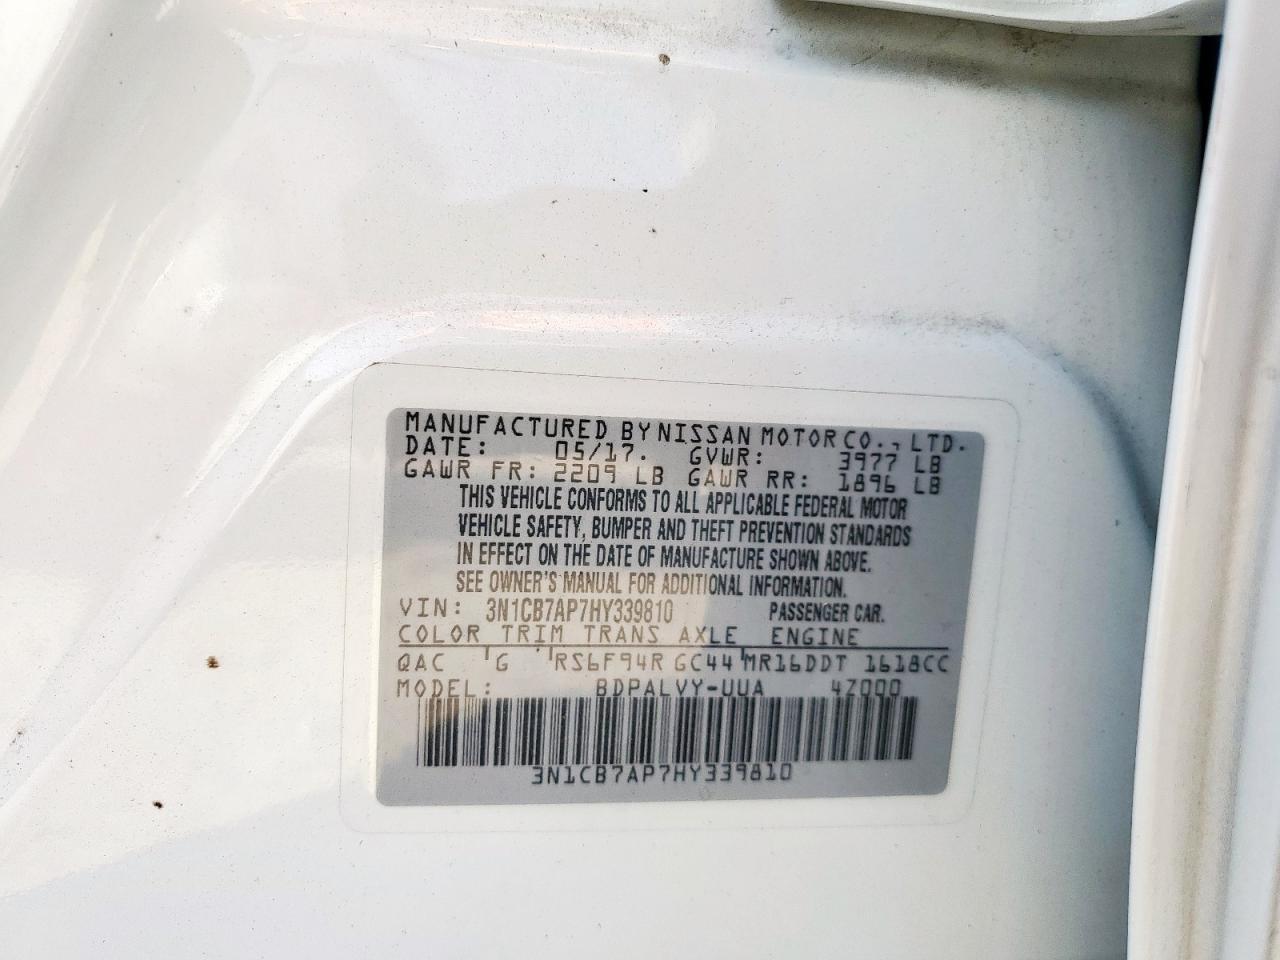 MANUFACTURED BY NISSAN MOTOR CO., LTD.
DATE: 05/17. GVWR: 3977 LB
GAWR FR: 2209 LB GAWR RR: 1896 LB
THIS VEHICLE CONFORMS TO ALL APPLICABLE FEDERAL MOTOR
VEHICLE SAFETY, BUMPER AND THEFT PREVENTION STANDARDS
IN EFFECT ON THE DATE OF MANUFACTURE SHOWN ABOVE.
SEE OWNER'S MANUAL FOR ADDITIONAL INFORMATION.
VIN: 3N1CB7AP7HY339810 PASSENGER CAR.
COLOR TRIM TRANS AXLE ENGINE
QAC G RS6F94R GC44 MR16DDT 1618CC
MODEL: BDPALVY-UUA 4Z000
3N1CB7AP7HY339810